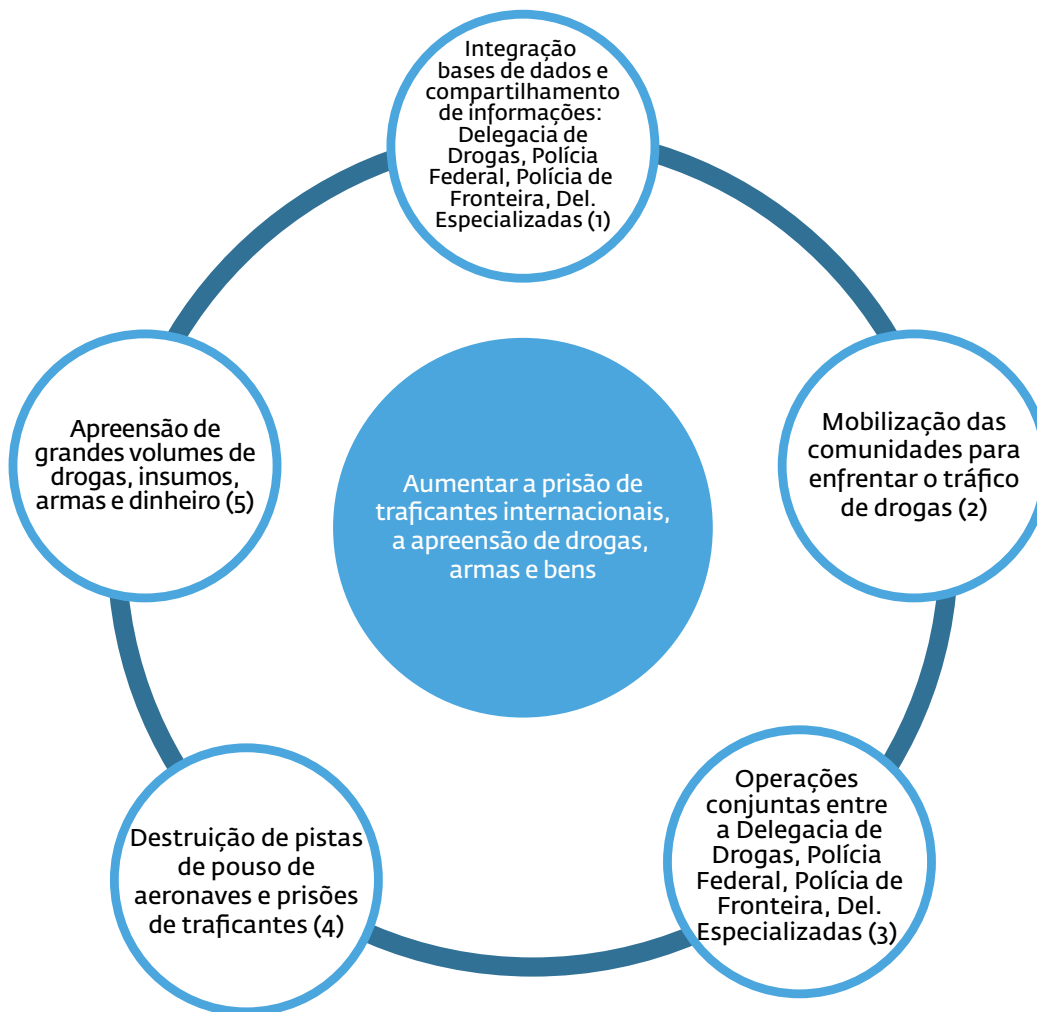 Integração
bases de dados e
compartilhamento
de informações:
Delegacia de
Drogas, Polícia
Federal, Polícia de
Fronteira, Del.
Especializadas (1)
Mobilização das
comunidades para
enfrentar o tráfico
de drogas (2)
Operações
conjuntas entre
a Delegacia de
Drogas, Polícia
Federal, Polícia de
Fronteira, Del.
Especializadas (3)
Destruição de pistas
de pouso de
aeronaves e prisões
de traficantes (4)
Apreensão de
grandes volumes de
drogas, insumos,
armas e dinheiro (5)
Aumentar a prisão de
traficantes internacionais,
a apreensão de drogas,
armas e bens